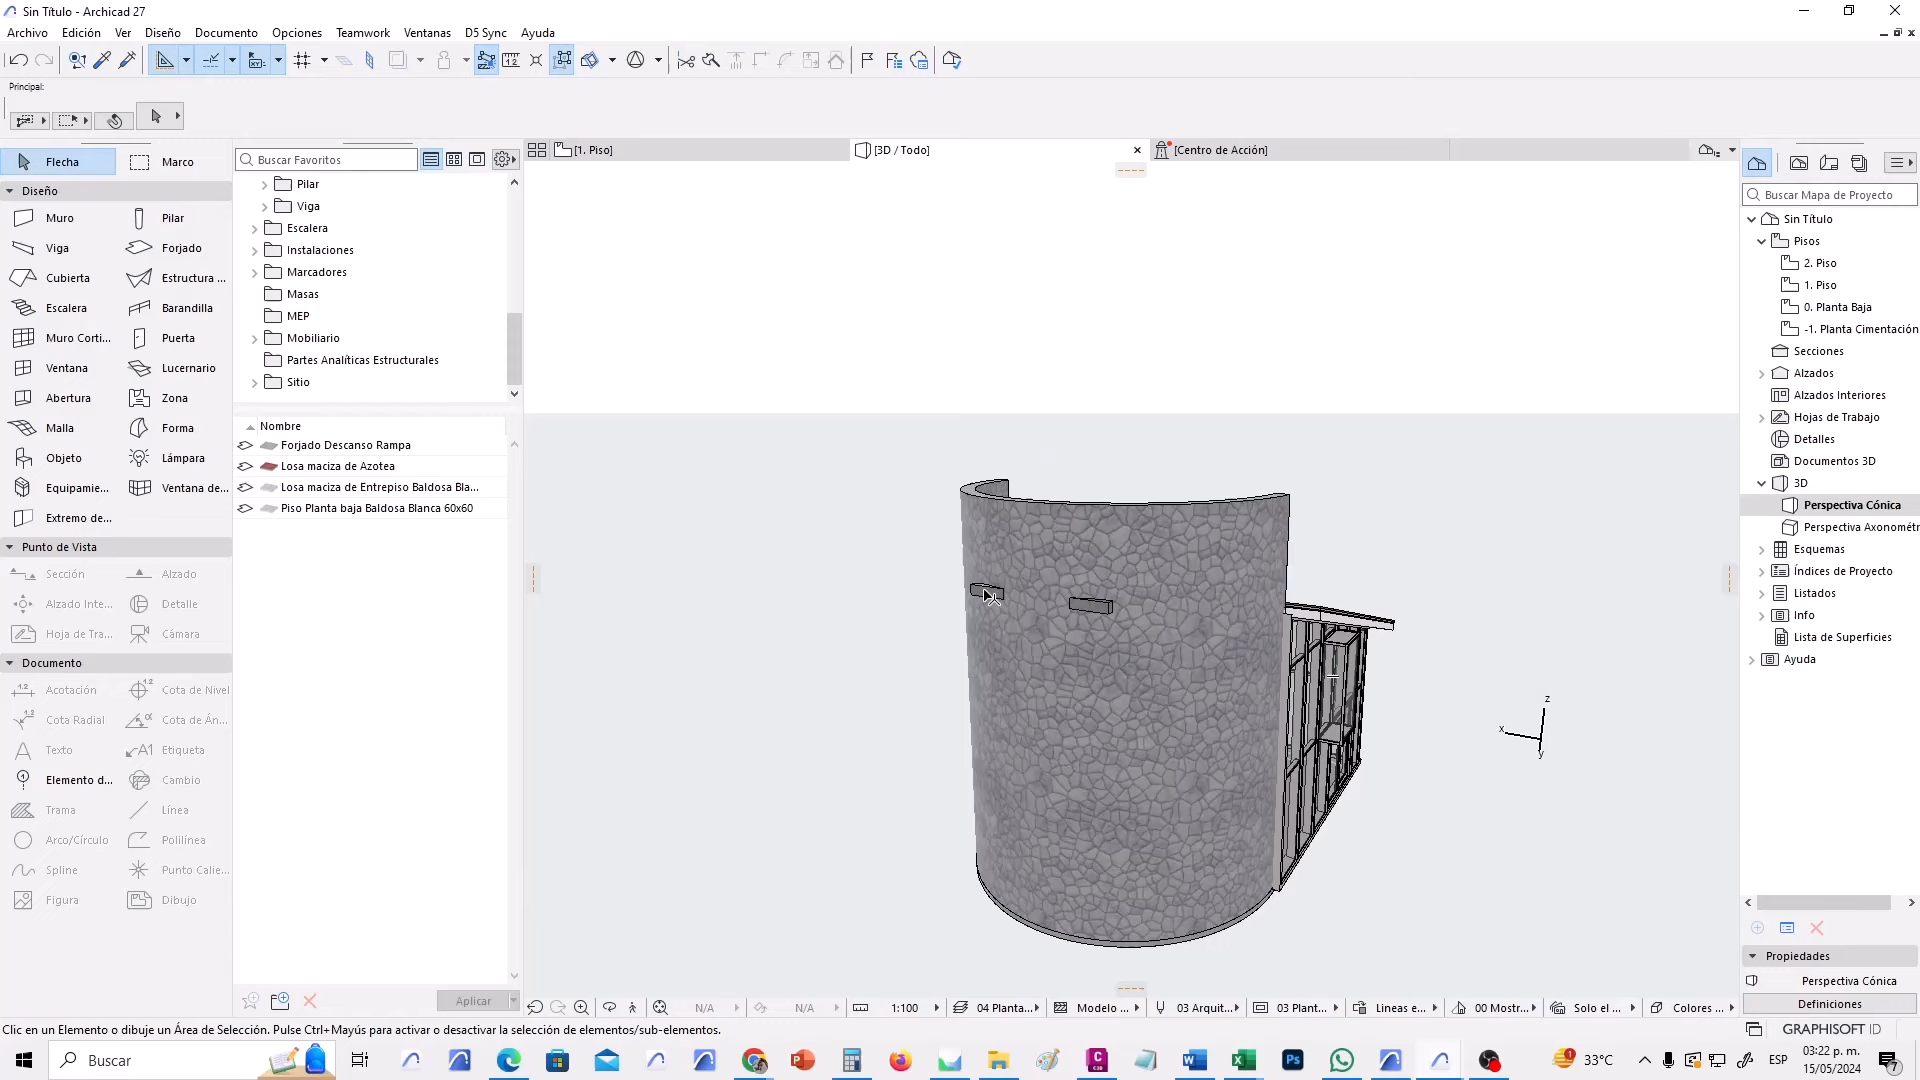 Sin Título - Archicad 27
Archivo Edición Ver Diseño Documento Opciones Teamwork Ventanas D5 Sync Ayuda
Principal:
Flecha Marco
Buscar Favoritos
[1. Piso] [3D / Todo] [Centro de Acción]
Diseño
Muro Pilar
Viga Forjado
Cubierta Estructura ...
Escalera Barandilla
Muro Corti... Puerta
Ventana Lucernario
Abertura Zona
Malla Forma
Objeto Lámpara
Equipamie... Ventana de...
Extremo de...
Punto de Vista
Sección Alzado
Alzado Inte... Detalle
Hoja de Tra... Cámara
Documento
Acotación Cota de Nivel
Cota Radial Cota de Án...
Texto Etiqueta
Elemento d... Cambio
Trama Línea
Arco/Círculo Polilínea
Spline Punto Calie...
Figura Dibujo
Pilar
Viga
Escalera
Instalaciones
Marcadores
Masas
MEP
Mobiliario
Partes Analíticas Estructurales
Sitio
Nombre
Forjado Descanso Rampa
Losa maciza de Azotea
Losa maciza de Entrepiso Baldosa Bla...
Piso Planta baja Baldosa Blanca 60x60
Aplicar
z
x
y
Buscar Mapa de Proyecto
Sin Título
Pisos
2. Piso
1. Piso
0. Planta Baja
-1. Planta Cimentación
Secciones
Alzados
Alzados Interiores
Hojas de Trabajo
Detalles
Documentos 3D
3D
Perspectiva Cónica
Perspectiva Axonométr
Esquemas
Índices de Proyecto
Listados
Info
Lista de Superficies
Ayuda
Propiedades
Perspectiva Cónica
Definiciones
N/A N/A 1:100 04 Planta... Modelo ... 03 Arquit... 03 Plant... Lineas e... 00 Mostr... Solo el ... Colores ...
Clic en un Elemento o dibuje un Área de Selección. Pulse Ctrl+Mayús para activar o desactivar la selección de elementos/sub-elementos.
GRAPHISOFT ID
Buscar
33°C
ESP
03:22 p. m.
15/05/2024
7